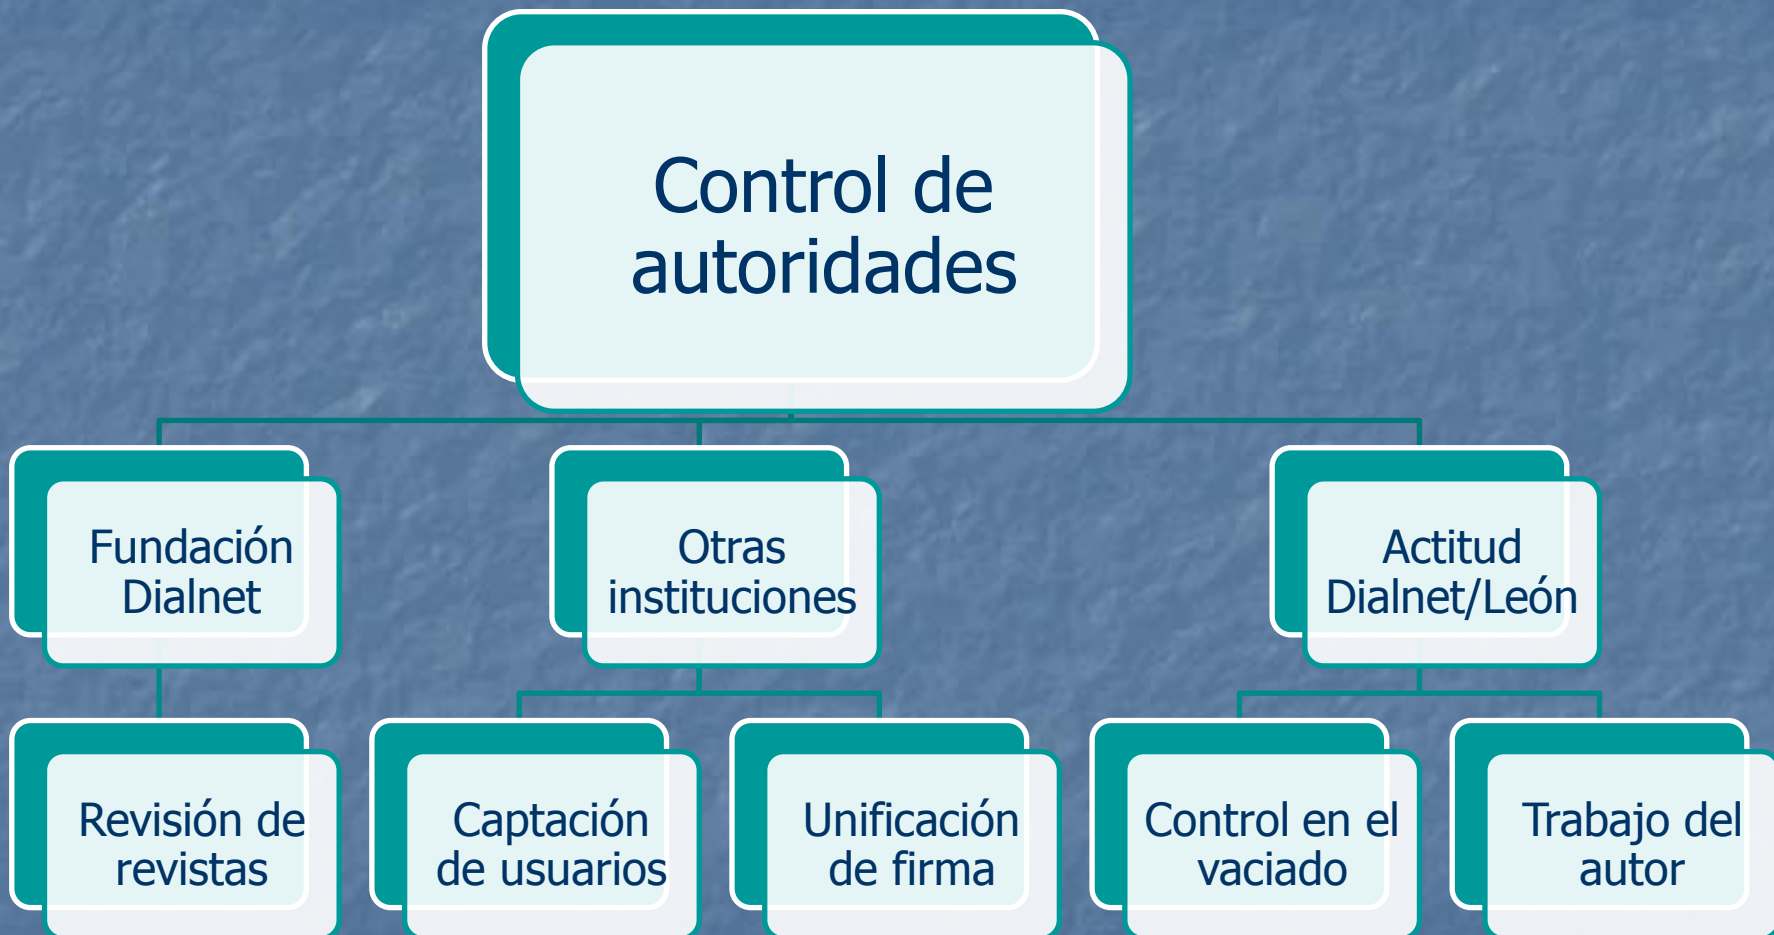 Control de
autoridades
Fundación
Dialnet
Otras
instituciones
Actitud
Dialnet/León
Revisión de
revistas
Captación
de usuarios
Unificación
de firma
Control en el
vaciado
Trabajo del
autor